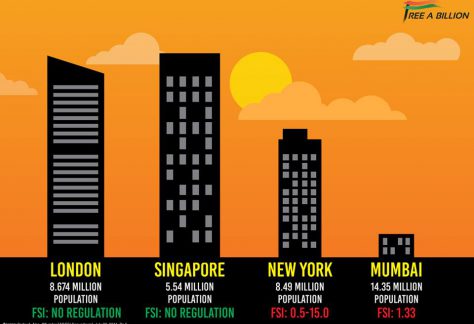 FREE A BILLION
LONDON
8.674 MILLION
POPULATION
FSI: NO REGULATION
SINGAPORE
5.54 MILLION
POPULATION
FSI: NO REGULATION
NEW YORK
8.49 MILLION
POPULATION
FSI: 0.5-15.0
MUMBAI
14.35 MILLION
POPULATION
FSI: 1.33